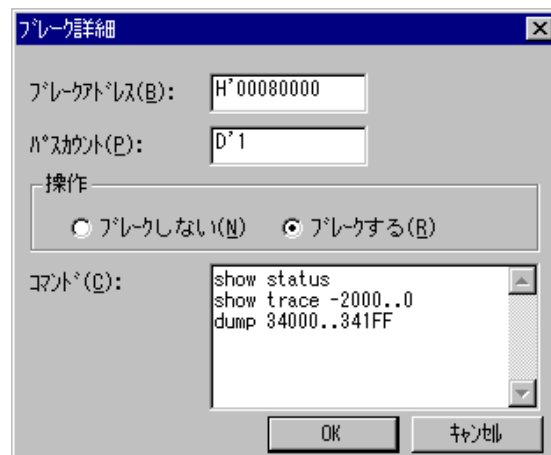 ﾌﾞﾚｰｸ詳細
ﾌﾞﾚｰｸｱﾄﾞﾚｽ(B): H'00080000
ﾊﾟｽｶｳﾝﾄ(P): D'1
操作
ﾌﾞﾚｰｸしない(N) ﾌﾞﾚｰｸする(R)
ｺﾏﾝﾄﾞ(C):
show status
show trace -2000..0
dump 34000..341FF
OK ｷｬﾝｾﾙ